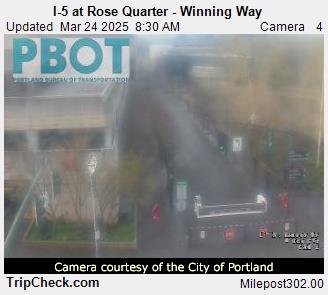 I-5 at Rose Quarter - Winning Way
Updated Mar 24 2025 8:30 AM Camera 4
PBOT
PORTLAND BUREAU OF TRANSPORTATION
Camera courtesy of the City of Portland
TripCheck.com Milepost302.00